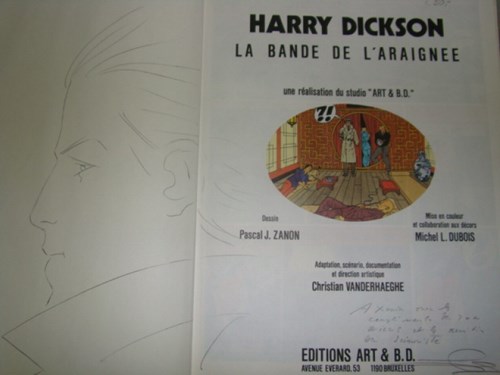 HARRY DICKSON
LA BANDE DE L'ARAIGNEE
une réalisation du studio "ART & B.D."
?!
Dessin
Pascal J. ZANON
Mise en couleur
et collaboration aux décors
Michel L. DUBOIS
Adaptation, scénario, documentation
et direction artistique
Christian VANDERHAEGHE
EDITIONS ART & B.D.
AVENUE EVERARD, 53 1190 BRUXELLES